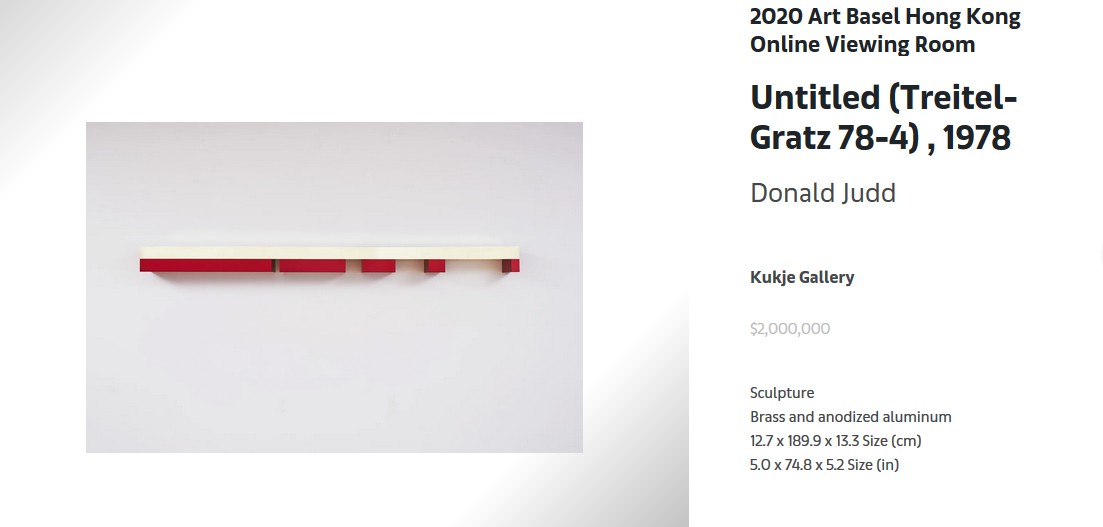 2020 Art Basel Hong Kong
Online Viewing Room
Untitled (Treitel-
Gratz 78-4) , 1978
Donald Judd
Kukje Gallery
$2,000,000
Sculpture
Brass and anodized aluminum
12.7 x 189.9 x 13.3 Size (cm)
5.0 x 74.8 x 5.2 Size (in)